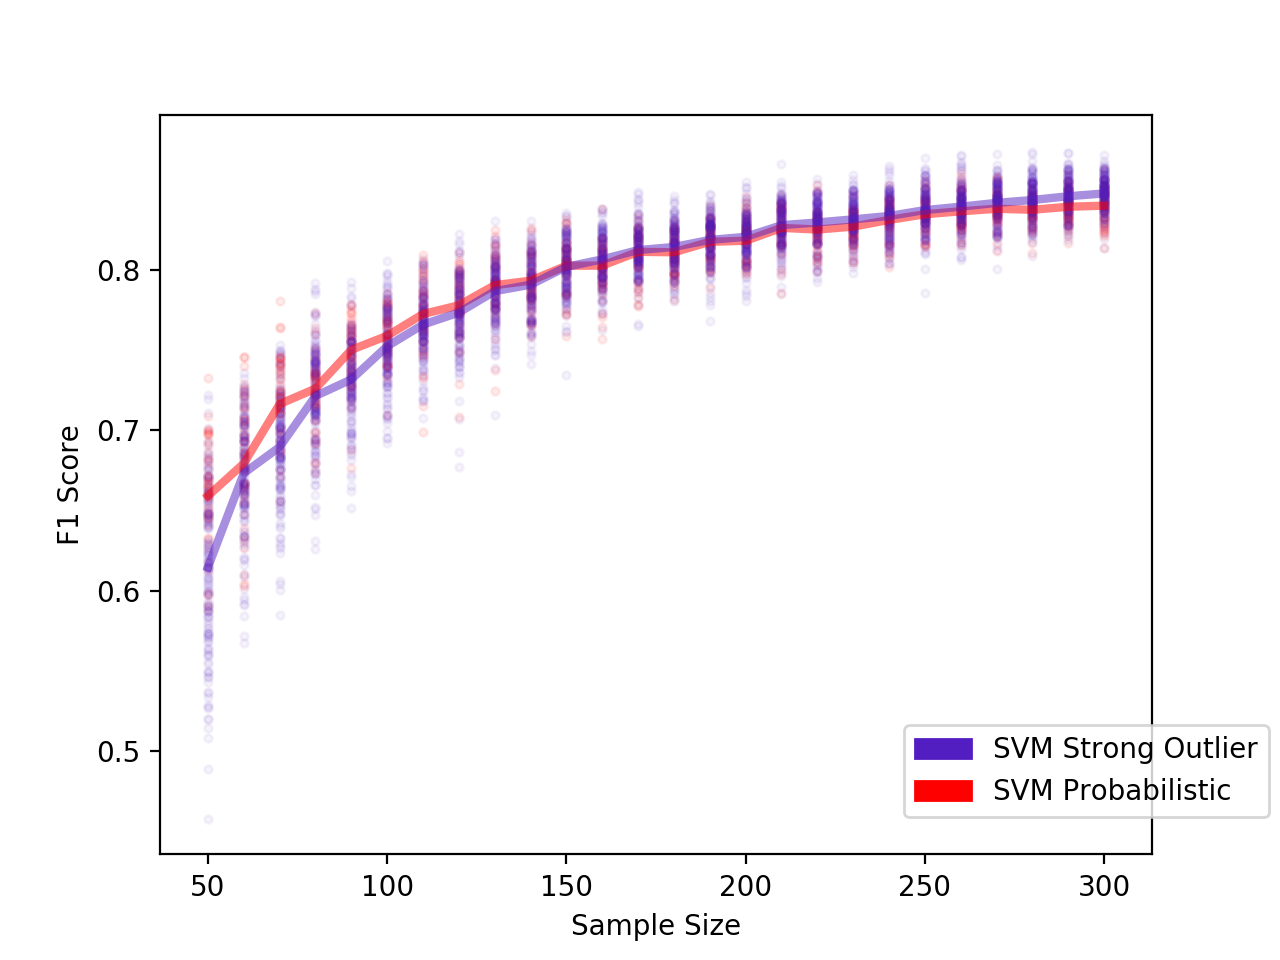 0.8
0.7
0.6
0.5
F1 Score
50 100 150 200 250 300
Sample Size
SVM Strong Outlier
SVM Probabilistic